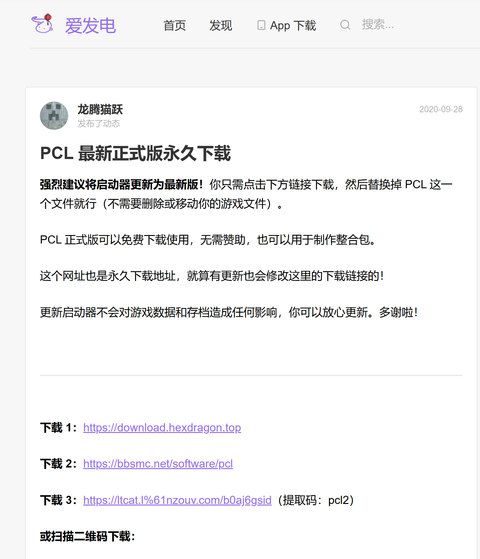 爱发电
首页
发现
App 下载
搜索...
龙腾猫跃
2020-09-28
发布了动态
PCL 最新正式版永久下载
强烈建议将启动器更新为最新版！你只需点击下方链接下载，然后替换掉 PCL 这一
个文件就行（不需要删除或移动你的游戏文件）。
PCL 正式版可以免费下载使用，无需赞助，也可以用于制作整合包。
这个网址也是永久下载地址，就算有更新也会修改这里的下载链接的！
更新启动器不会对游戏数据和存档造成任何影响，你可以放心更新。多谢啦！
下载 1：https://download.hexdragon.top
下载 2：https://bbsmc.net/software/pcl
下载 3：https://ltcat.l%61nzouv.com/b0aj6gsid（提取码：pcl2）
或扫描二维码下载：